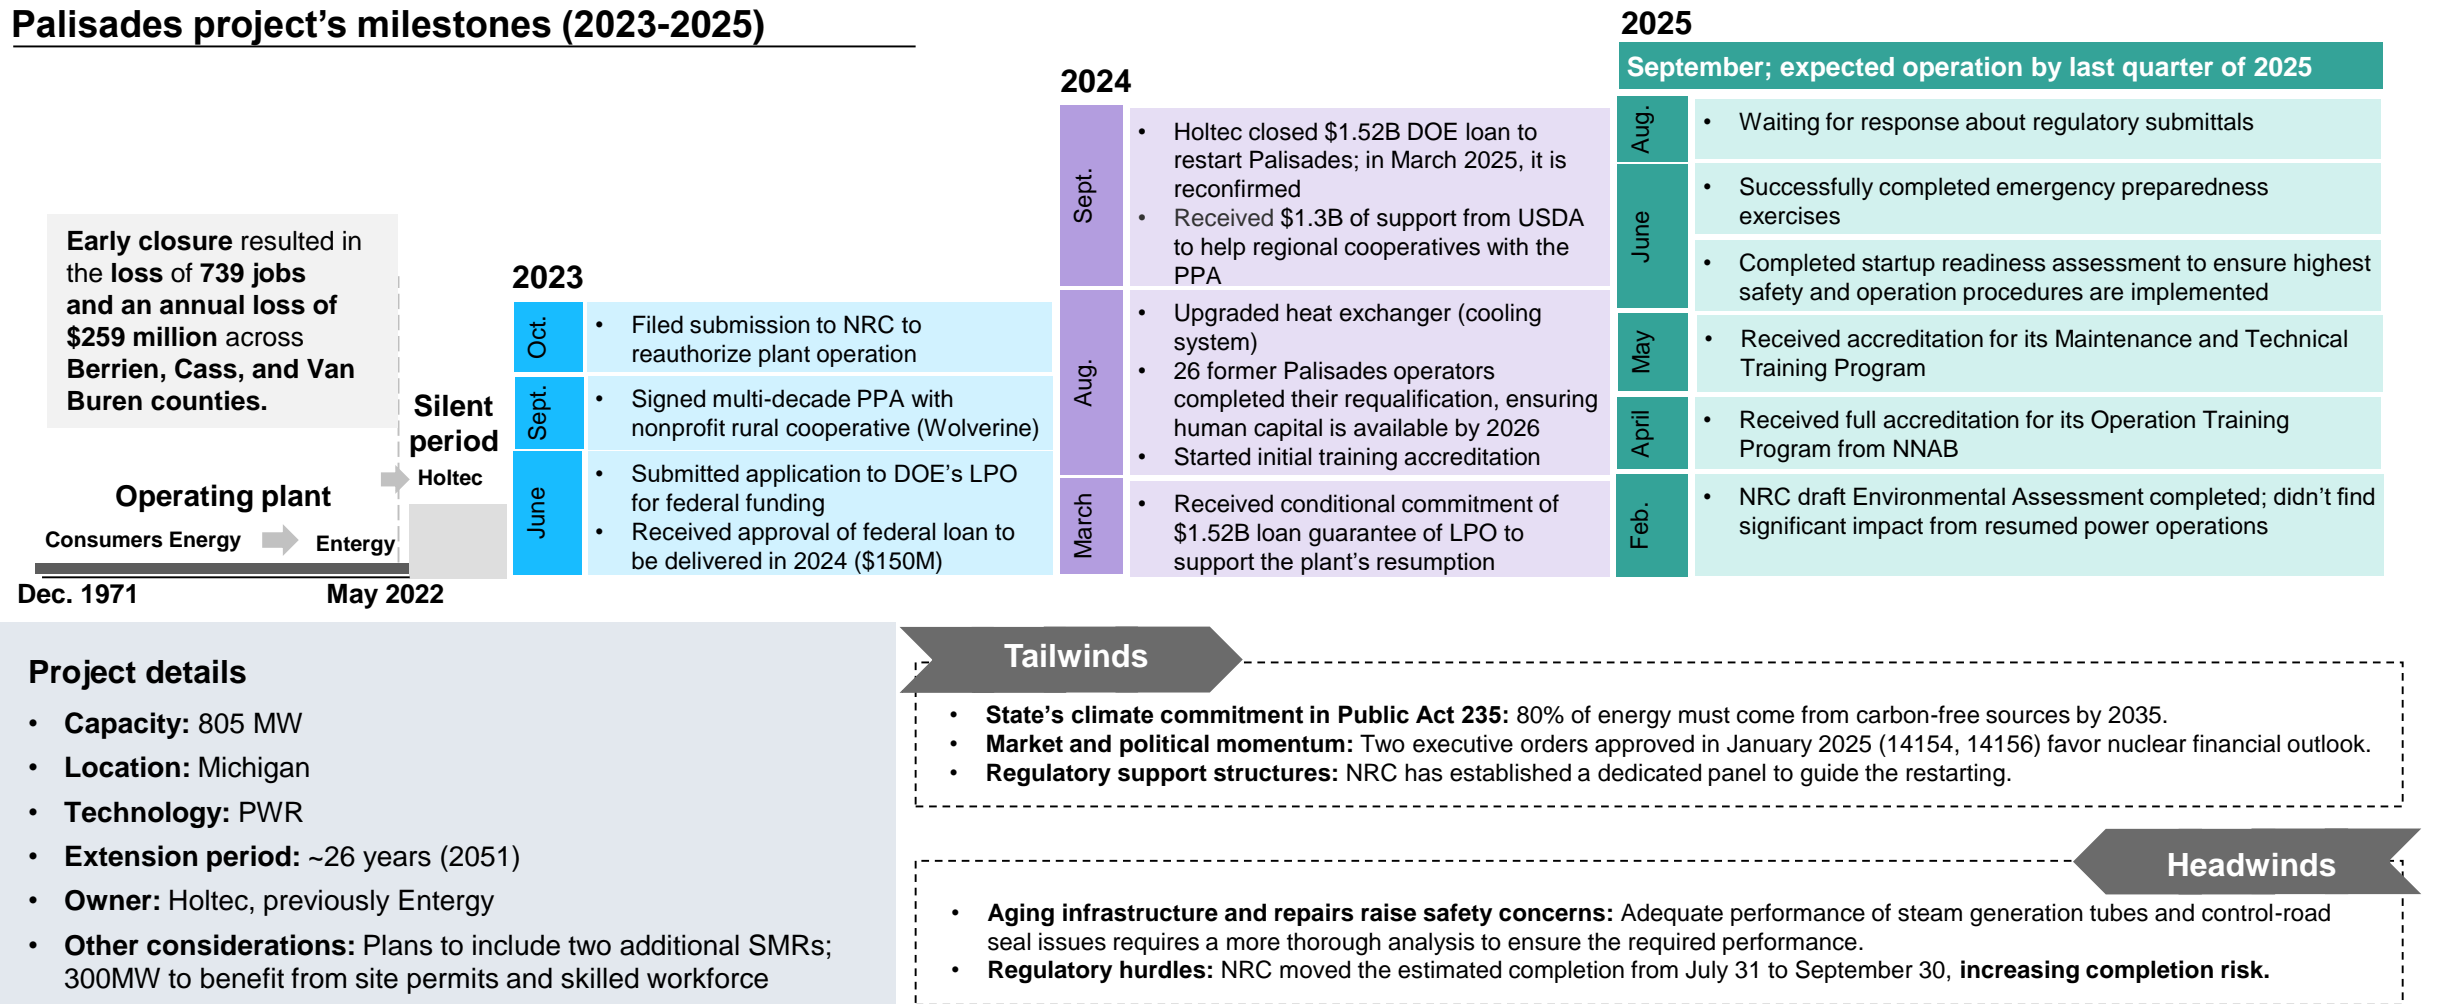 Palisades project’s milestones (2023-2025)
Early closure resulted in
the loss of 739 jobs
and an annual loss of
$259 million across
Berrien, Cass, and Van
Buren counties.
Operating plant
Consumers Energy
Entergy
Dec. 1971
May 2022
Silent
period
Holtec
2023
Oct.
• Filed submission to NRC to
reauthorize plant operation
Sept.
• Signed multi-decade PPA with
nonprofit rural cooperative (Wolverine)
June
• Submitted application to DOE’s LPO
for federal funding
• Received approval of federal loan to
be delivered in 2024 ($150M)
2024
Sept.
• Holtec closed $1.52B DOE loan to
restart Palisades; in March 2025, it is
reconfirmed
• Received $1.3B of support from USDA
to help regional cooperatives with the
PPA
Aug.
• Upgraded heat exchanger (cooling
system)
• 26 former Palisades operators
completed their requalification, ensuring
human capital is available by 2026
• Started initial training accreditation
March
• Received conditional commitment of
$1.52B loan guarantee of LPO to
support the plant’s resumption
2025
September; expected operation by last quarter of 2025
Aug.
• Waiting for response about regulatory submittals
June
• Successfully completed emergency preparedness
exercises
• Completed startup readiness assessment to ensure highest
safety and operation procedures are implemented
May
• Received accreditation for its Maintenance and Technical
Training Program
April
• Received full accreditation for its Operation Training
Program from NNAB
Feb.
• NRC draft Environmental Assessment completed; didn’t find
significant impact from resumed power operations
Project details
• Capacity: 805 MW
• Location: Michigan
• Technology: PWR
• Extension period: ~26 years (2051)
• Owner: Holtec, previously Entergy
• Other considerations: Plans to include two additional SMRs;
300MW to benefit from site permits and skilled workforce
Tailwinds
• State’s climate commitment in Public Act 235: 80% of energy must come from carbon-free sources by 2035.
• Market and political momentum: Two executive orders approved in January 2025 (14154, 14156) favor nuclear financial outlook.
• Regulatory support structures: NRC has established a dedicated panel to guide the restarting.
Headwinds
• Aging infrastructure and repairs raise safety concerns: Adequate performance of steam generation tubes and control-road
seal issues requires a more thorough analysis to ensure the required performance.
• Regulatory hurdles: NRC moved the estimated completion from July 31 to September 30, increasing completion risk.